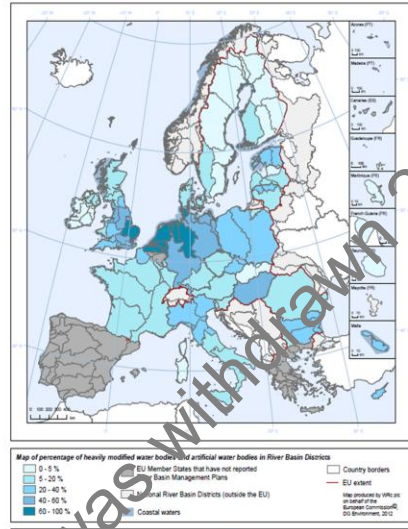 Azores (PT)
Madeira (PT)
Canaries (ES)
Guadeloupe (FR)
Martinique (FR)
French Guiana (FR)
Mayotte (FR)
Malta
was withdrawn
Map of percentage of heavily modified water bodies and artificial water bodies in River Basin Districts
0 - 5 %
5 - 20 %
20 - 40 %
40 - 60 %
60 - 100 %
EU Member States that have not reported
Basin Management Plans
River Basin Districts (outside the EU)
Coastal waters
Country borders
EU extent
Map produced by WRc plc
on behalf of the
European Commission©,
DG Environment, 2012